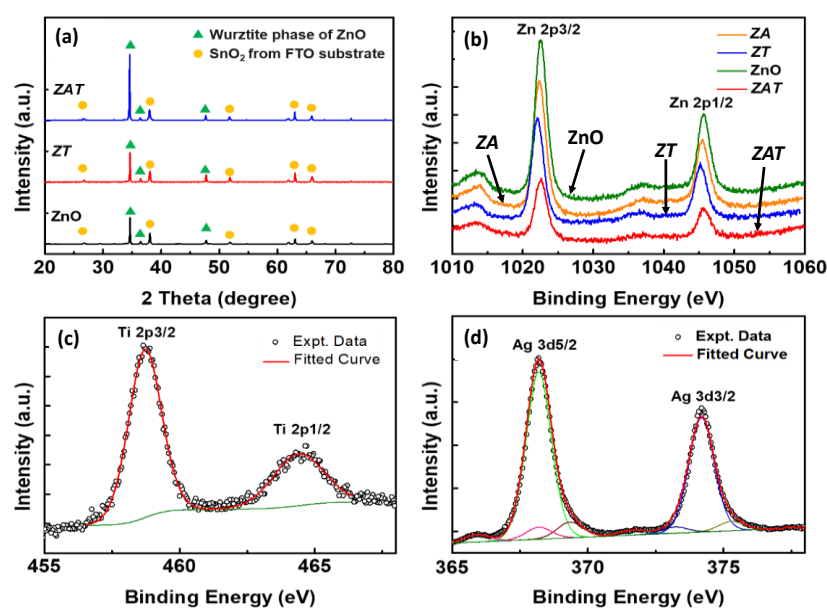 (a)
Wurtzite phase of ZnO
SnO₂ from FTO substrate
ZAT
ZT
ZnO
20 30 40 50 60 70 80
2 Theta (degree)
Intensity (a.u.)
(b)
Zn 2p3/2
Zn 2p1/2
ZA
ZT
ZnO
ZAT
ZA
ZnO
ZT
ZAT
1010 1020 1030 1040 1050 1060
Binding Energy (eV)
Intensity (a.u.)
(c)
Ti 2p3/2
Ti 2p1/2
Expt. Data
Fitted Curve
455 460 465
Binding Energy (eV)
Intensity (a.u.)
(d)
Ag 3d5/2
Ag 3d3/2
Expt. Data
Fitted Curve
365 370 375
Binding Energy (eV)
Intensity (a.u.)